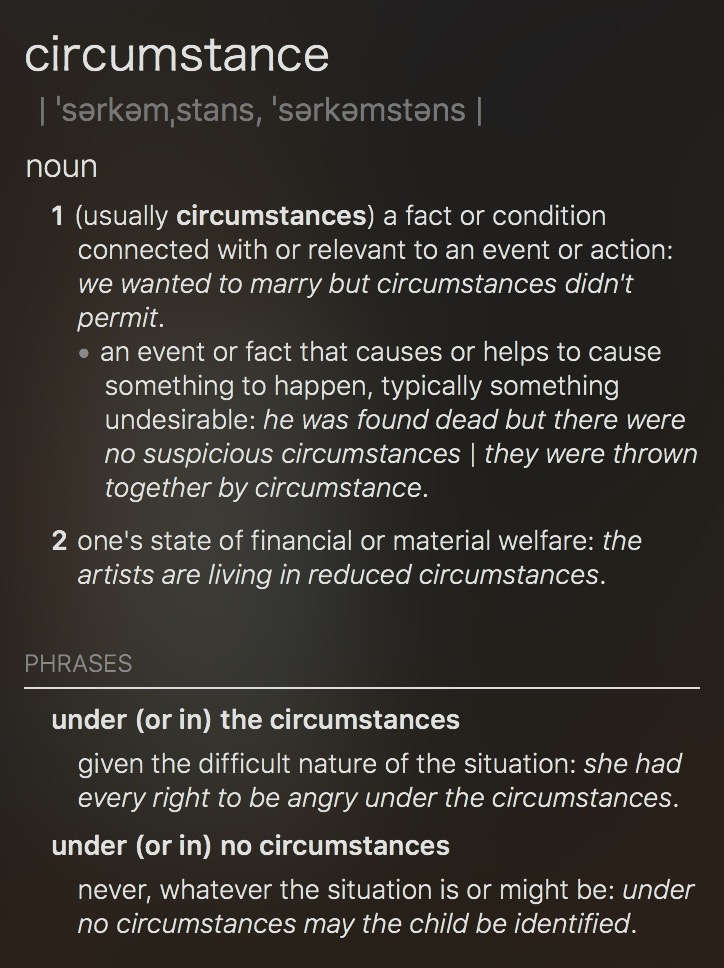 circumstance
| ˈsərkəmˌstans, ˈsərkəmstəns |
noun
1 (usually circumstances) a fact or condition
connected with or relevant to an event or action:
we wanted to marry but circumstances didn't
permit.
• an event or fact that causes or helps to cause
something to happen, typically something
undesirable: he was found dead but there were
no suspicious circumstances | they were thrown
together by circumstance.
2 one's state of financial or material welfare: the
artists are living in reduced circumstances.
PHRASES
under (or in) the circumstances
given the difficult nature of the situation: she had
every right to be angry under the circumstances.
under (or in) no circumstances
never, whatever the situation is or might be: under
no circumstances may the child be identified.